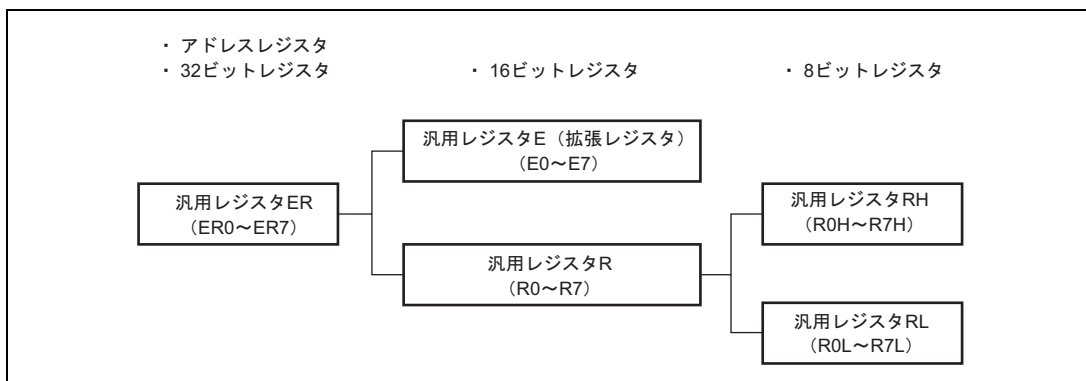 ・ アドレスレジスタ
・ 32ビットレジスタ
・ 16ビットレジスタ
・ 8ビットレジスタ
汎用レジスタER
(ER0～ER7)
汎用レジスタE（拡張レジスタ）
(E0～E7)
汎用レジスタR
(R0～R7)
汎用レジスタRH
(R0H～R7H)
汎用レジスタRL
(R0L～R7L)